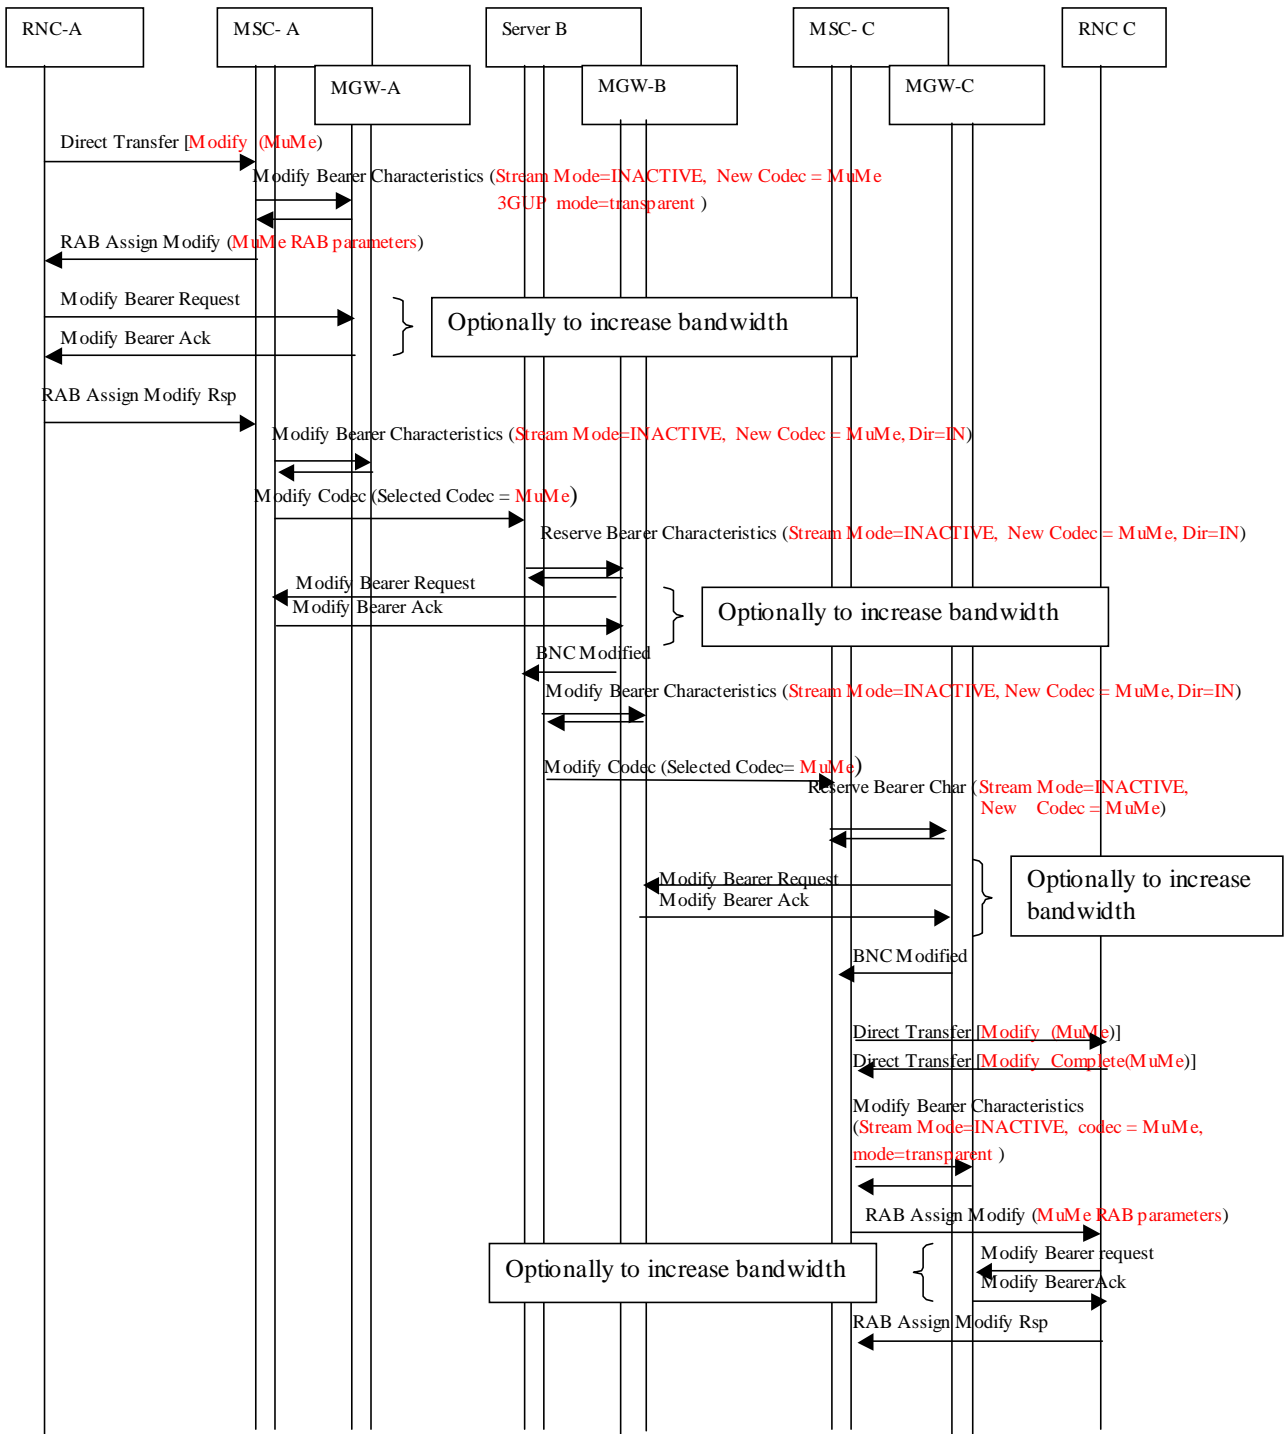 RNC-A
MSC- A
Server B
MSC- C
RNC C
MGW-A
MGW-B
MGW-C
Direct Transfer [Modify (MuMe)
Modify Bearer Characteristics (Stream Mode=INACTIVE, New Codec = MuMe
3GUP mode=transparent )
RAB Assign Modify (MuMe RAB parameters)
Modify Bearer Request
Optionally to increase bandwidth
Modify Bearer Ack
RAB Assign Modify Rsp
Modify Bearer Characteristics (Stream Mode=INACTIVE, New Codec = MuMe, Dir=IN)
Modify Codec (Selected Codec = MuMe)
Reserve Bearer Characteristics (Stream Mode=INACTIVE, New Codec = MuMe, Dir=IN)
Modify Bearer Request
Modify Bearer Ack
Optionally to increase bandwidth
BNC Modified
Modify Bearer Characteristics (Stream Mode=INACTIVE, New Codec = MuMe, Dir=IN)
Modify Codec (Selected Codec= MuMe)
Reserve Bearer Char (Stream Mode=INACTIVE,
New Codec = MuMe)
Modify Bearer Request
Modify Bearer Ack
Optionally to increase
bandwidth
BNC Modified
Direct Transfer [Modify (MuMe)]
Direct Transfer [Modify Complete(MuMe)]
Modify Bearer Characteristics
(Stream Mode=INACTIVE, codec = MuMe,
mode=transparent )
RAB Assign Modify (MuMe RAB parameters)
Modify Bearer request
Optionally to increase bandwidth
Modify BearerAck
RAB Assign Modify Rsp